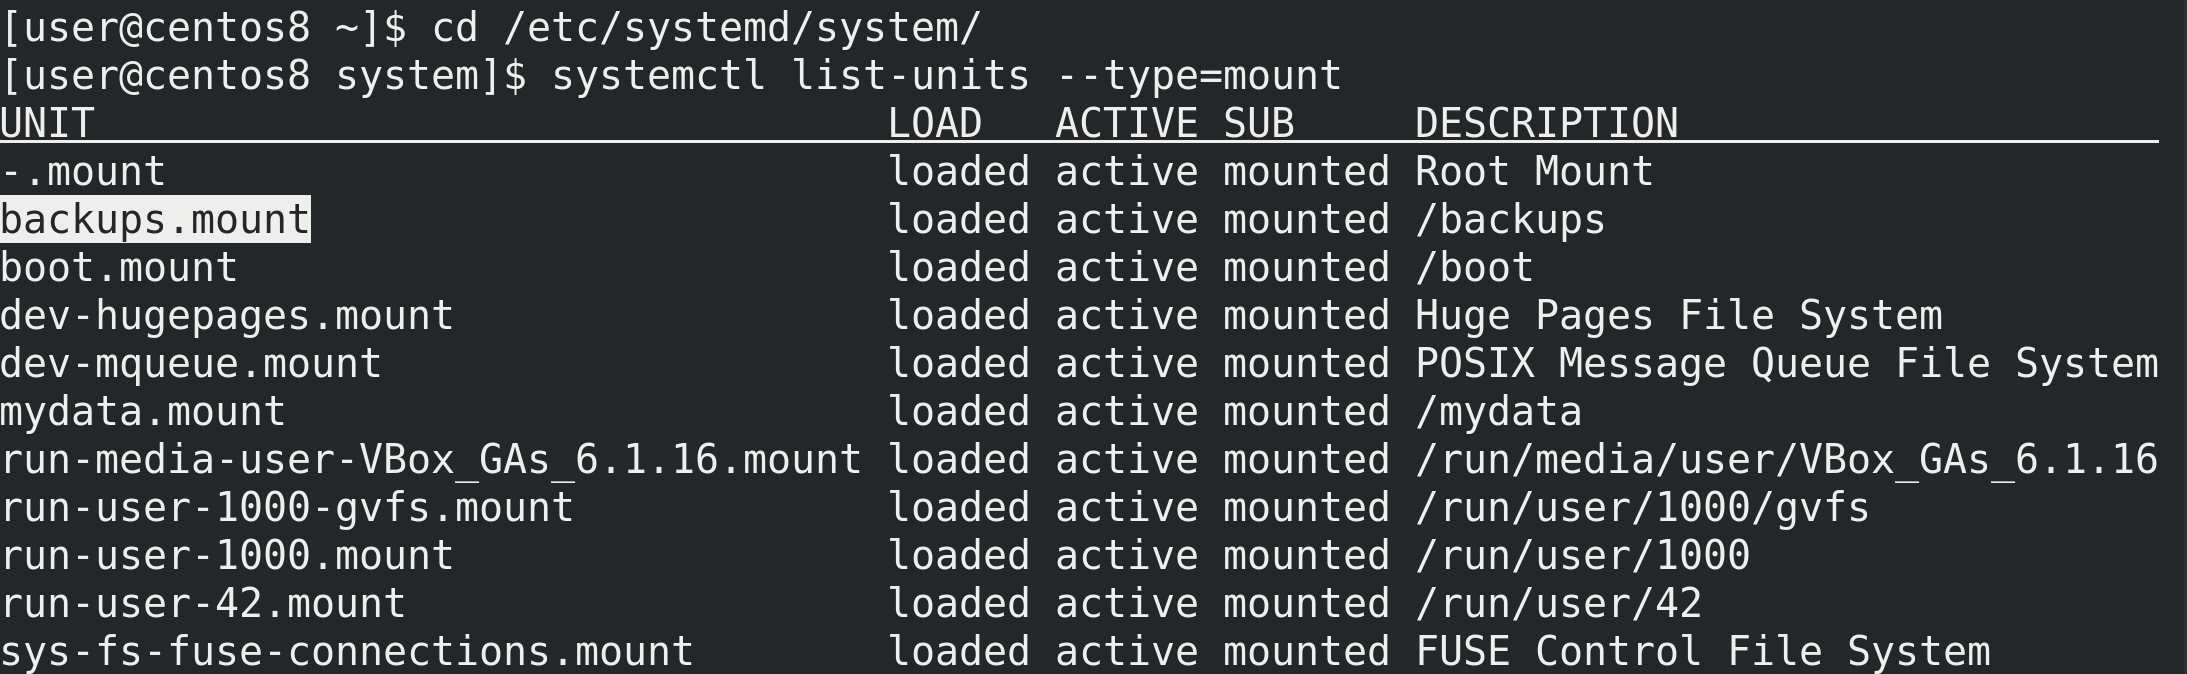 [user@centos8 ~]$ cd /etc/systemd/system/
[user@centos8 system]$ systemctl list-units --type=mount
UNIT                                 LOAD   ACTIVE SUB     DESCRIPTION
-.mount                              loaded active mounted Root Mount
backups.mount                        loaded active mounted /backups
boot.mount                           loaded active mounted /boot
dev-hugepages.mount                  loaded active mounted Huge Pages File System
dev-mqueue.mount                     loaded active mounted POSIX Message Queue File System
mydata.mount                         loaded active mounted /mydata
run-media-user-VBox_GAs_6.1.16.mount loaded active mounted /run/media/user/VBox_GAs_6.1.16
run-user-1000-gvfs.mount             loaded active mounted /run/user/1000/gvfs
run-user-1000.mount                  loaded active mounted /run/user/1000
run-user-42.mount                    loaded active mounted /run/user/42
sys-fs-fuse-connections.mount        loaded active mounted FUSE Control File System